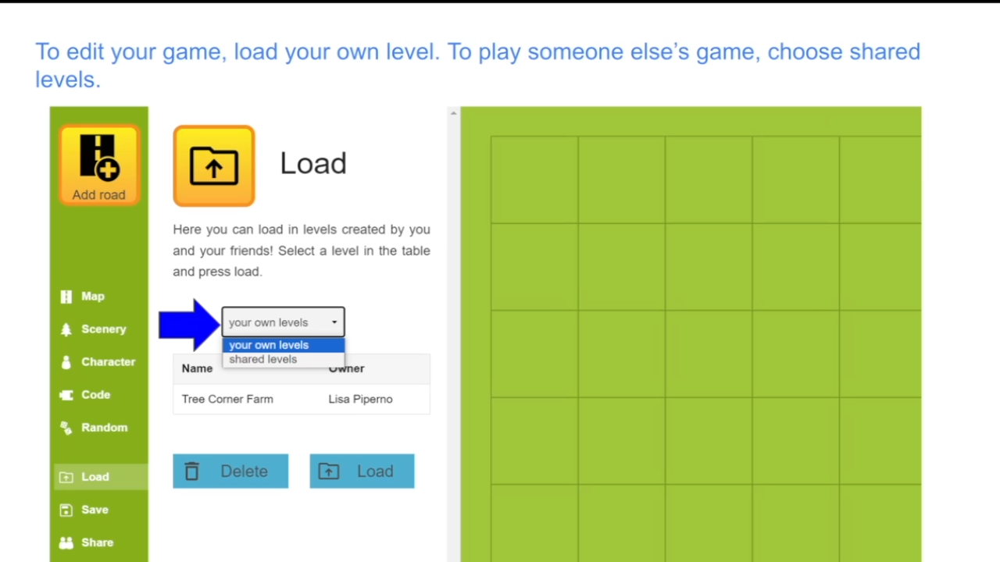 To edit your game, load your own level. To play someone else’s game, choose shared
levels.
Add road
Load
Here you can load in levels created by you
and your friends! Select a level in the table
and press load.
Map
Scenery
Character
Code
Random
Load
Save
Share
your own levels
your own levels
shared levels
Name Owner
Tree Corner Farm Lisa Piperno
Delete Load